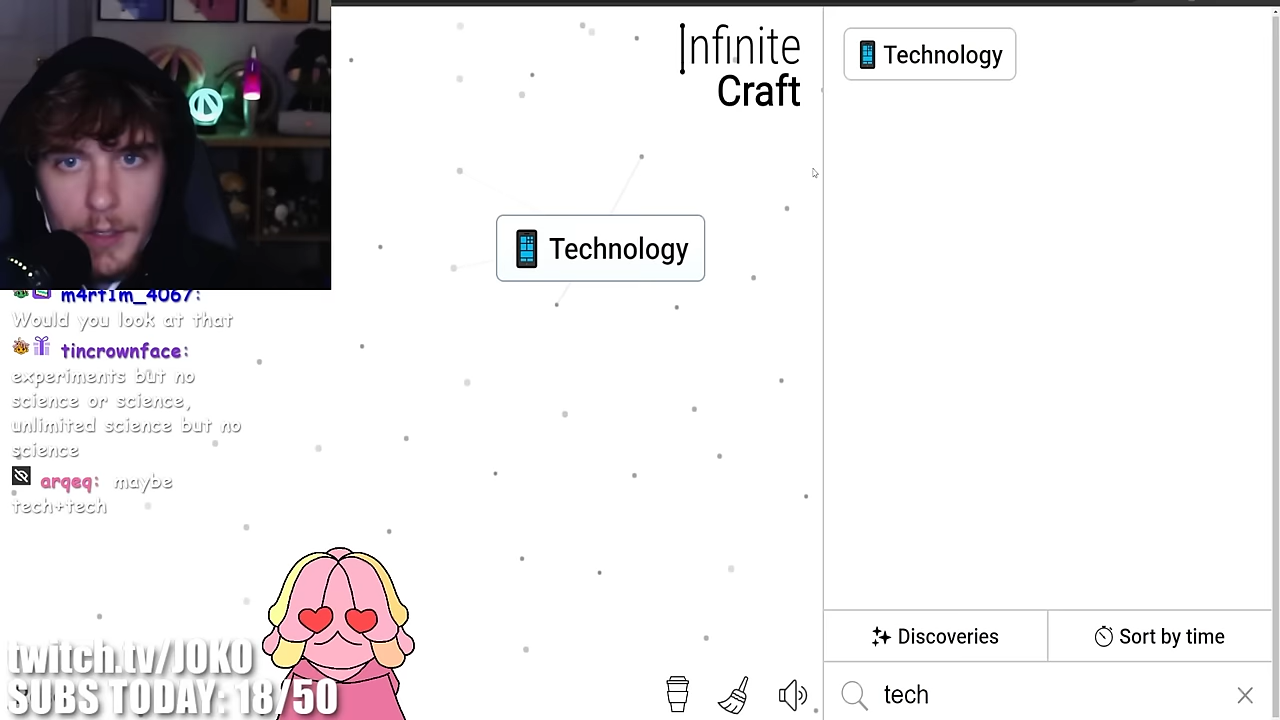 Infinite
Craft
Technology
Technology
m4rt1m_4067:
Would you look at that
tincrownface:
experiments but no
science or science,
unlimited science but no
science
arqeq: maybe
tech+tech
twitch.tv/JOKO
SUBS TODAY: 18/50
Discoveries
Sort by time
tech